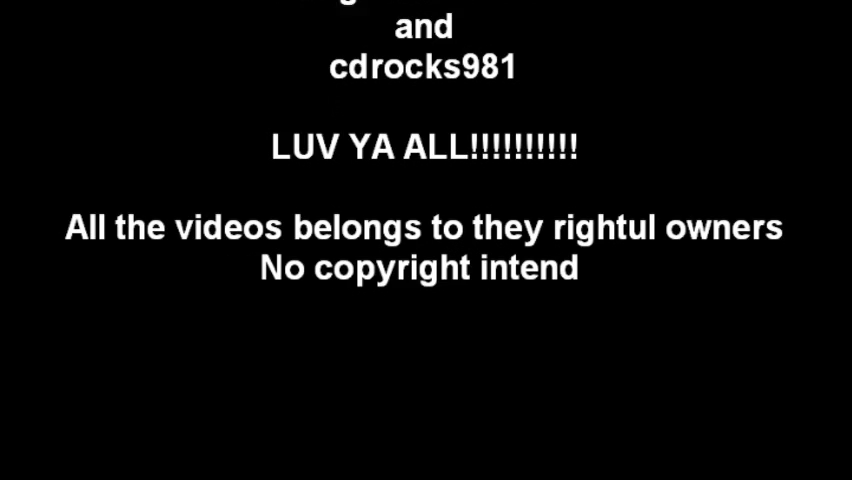 and
cdrocks981
LUV YA ALL!!!!!!!!!!
All the videos belongs to they rightul owners
No copyright intend